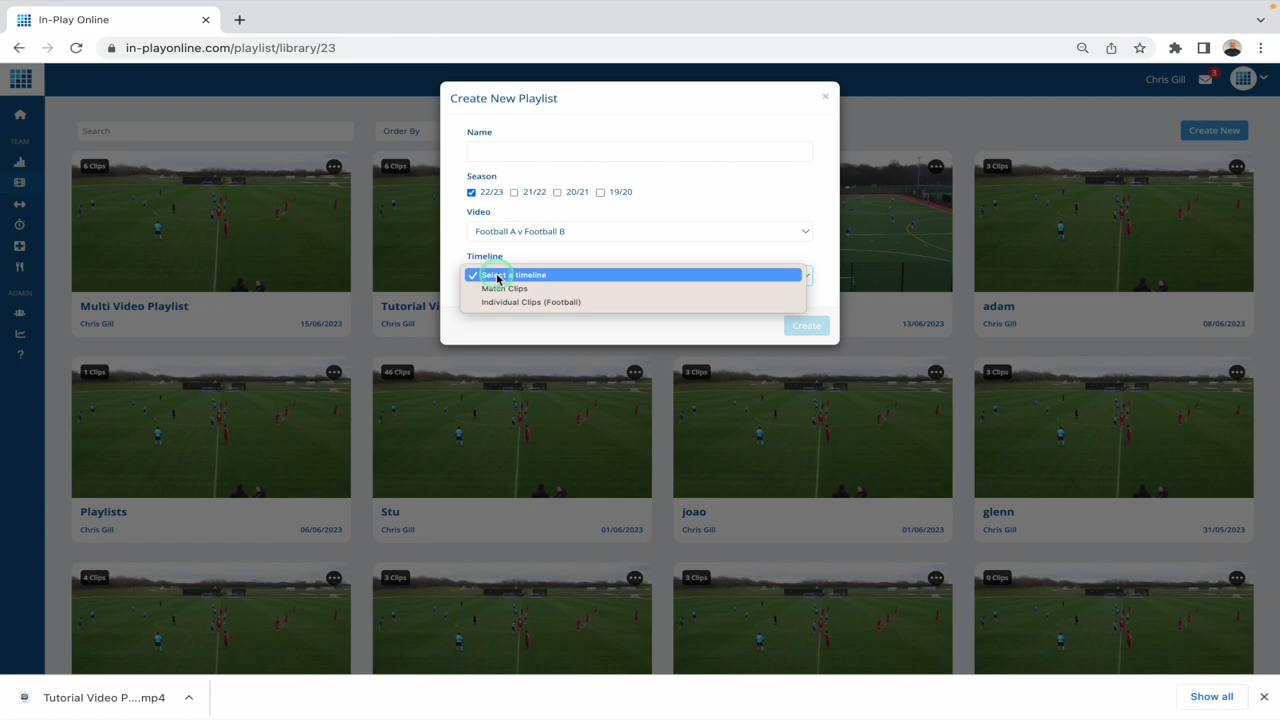 In-Play Online
in-playonline.com/playlist/library/23
Chris Gill
3
TEAM
ADMIN
Search
Order By
Create New
Create New Playlist
Name
Season
22/23 21/22 20/21 19/20
Video
Football A v Football B
Timeline
Select a timeline
Match Clips
Individual Clips (Football)
Create
6 Clips
6 Clips
3 Clips
Multi Video Playlist
Tutorial V
adam
Chris Gill 15/06/2023
Chris Gill
13/06/2023
Chris Gill 08/06/2023
1 Clips
46 Clips
3 Clips
3 Clips
Playlists
Stu
joao
glenn
Chris Gill 06/06/2023
Chris Gill 01/06/2023
Chris Gill 01/06/2023
Chris Gill 31/05/2023
4 Clips
3 Clips
3 Clips
0 Clips
Tutorial Video P....mp4
Show all